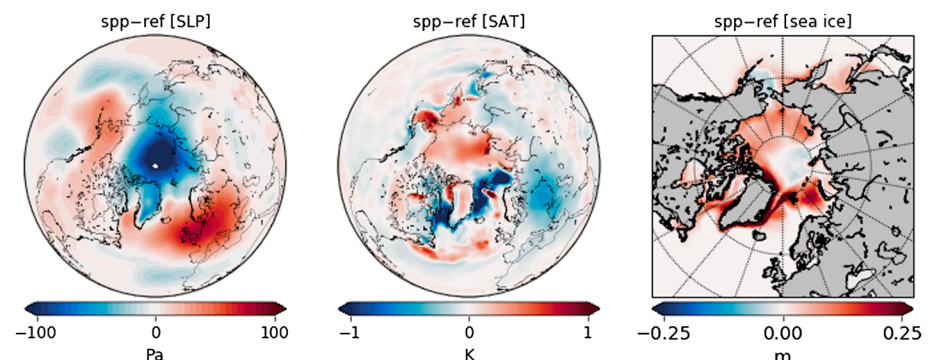 spp−ref [SLP]
spp−ref [SAT]
spp−ref [sea ice]
−100
0
100
Pa
−1
0
1
K
−0.25
0.00
0.25
m